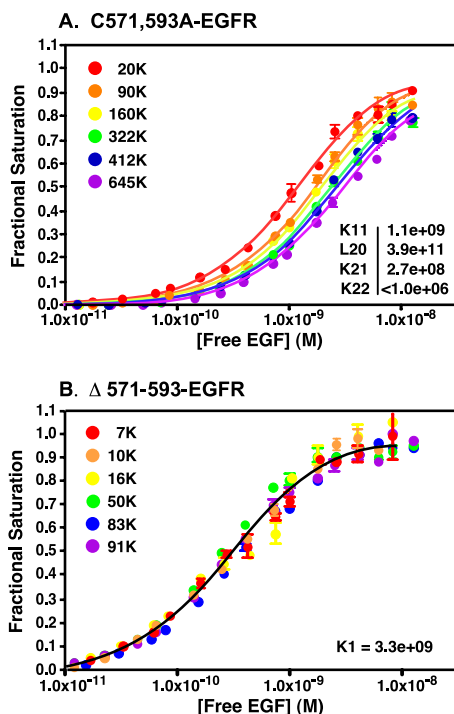 A. C571,593A-EGFR
Fractional Saturation
1.1
1.0
0.9
0.8
0.7
0.6
0.5
0.4
0.3
0.2
0.1
0.0
20K
90K
160K
322K
412K
645K
K11 1.1e+09
L20 3.9e+11
K21 2.7e+08
K22 <1.0e+06
1.0x10⁻¹¹ 1.0x10⁻¹⁰ 1.0x10⁻⁹ 1.0x10⁻⁸
[Free EGF] (M)
B. Δ 571-593-EGFR
Fractional Saturation
1.1
1.0
0.9
0.8
0.7
0.6
0.5
0.4
0.3
0.2
0.1
0.0
7K
10K
16K
50K
83K
91K
K1 = 3.3e+09
1.0x10⁻¹¹ 1.0x10⁻¹⁰ 1.0x10⁻⁹ 1.0x10⁻⁸
[Free EGF] (M)